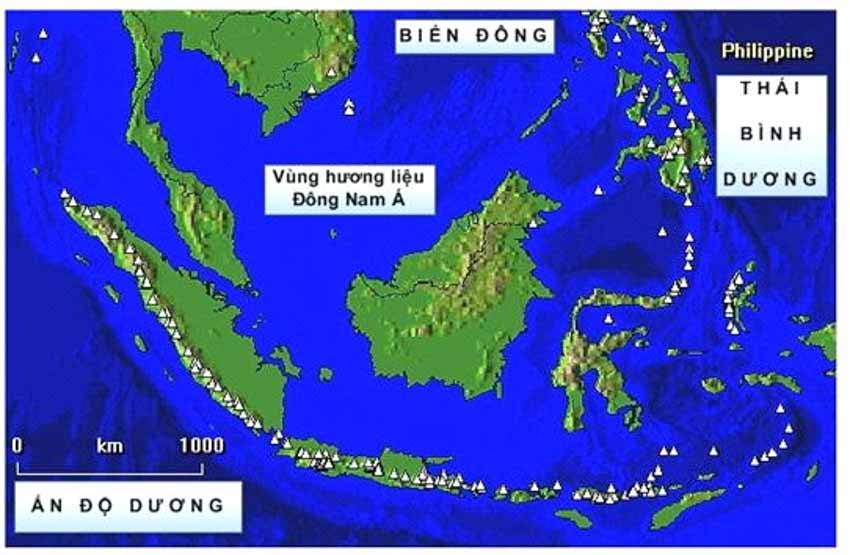 BIỂN ĐÔNG
Philippine
THÁI
BÌNH
DƯƠNG
Vùng hương liệu
Đông Nam Á
0 km 1000
ẤN ĐỘ DƯƠNG